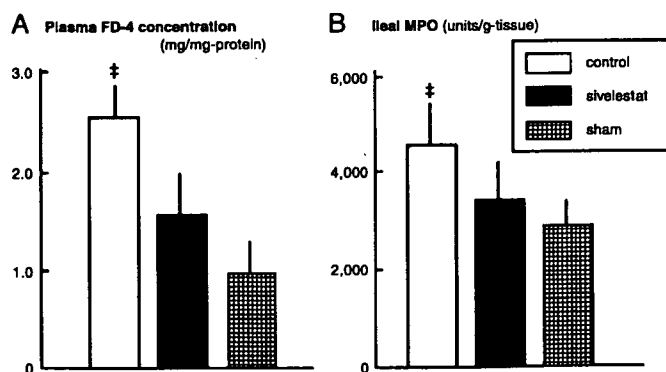 A Plasma FD-4 concentration
(mg/mg-protein)
3.0
2.0
1.0
0
‡
B Ileal MPO (units/g-tissue)
6,000
4,000
2,000
0
‡
control
sivelestat
sham